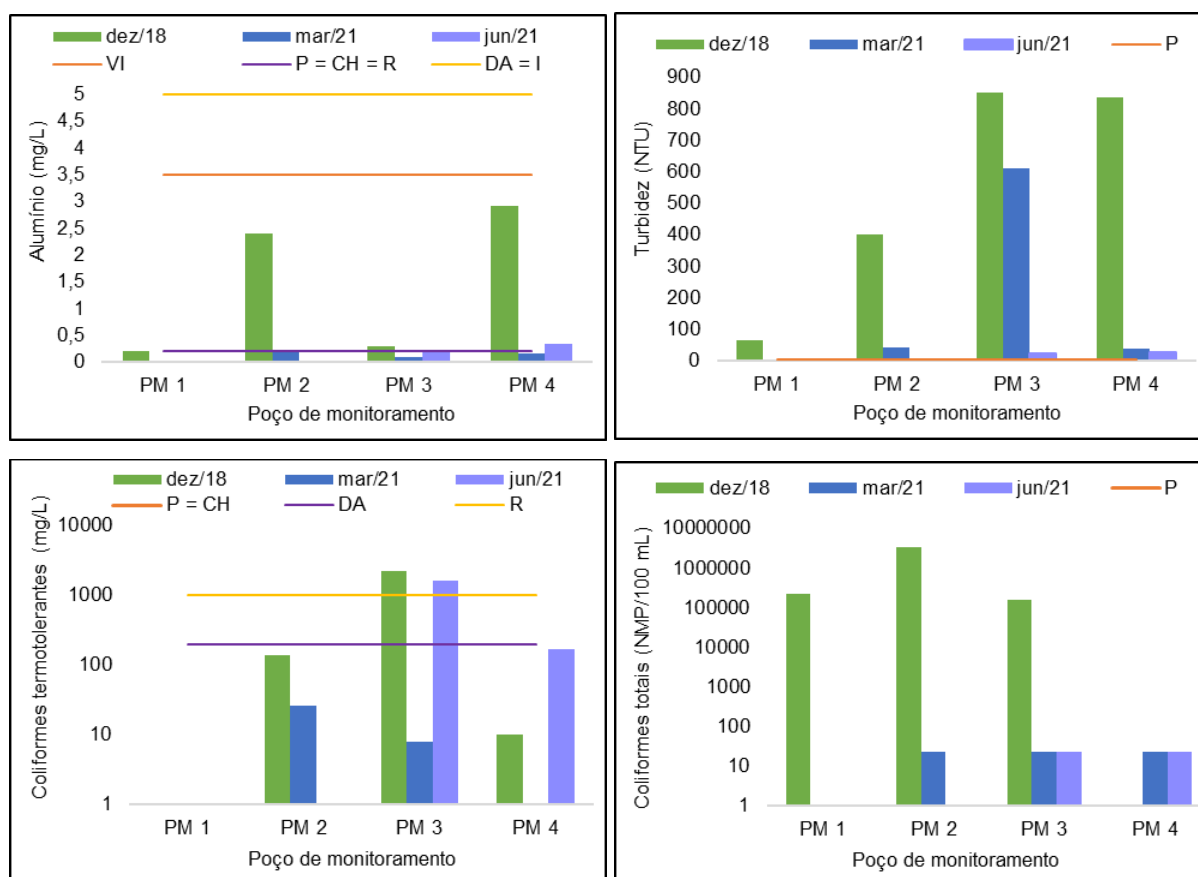 dez/18 mar/21 jun/21
VI P = CH = R DA = I
Alumínio (mg/L)
5
4,5
4
3,5
3
2,5
2
1,5
1
0,5
0
PM 1 PM 2 PM 3 PM 4
Poço de monitoramento
dez/18 mar/21 jun/21 P
Turbidez (NTU)
900
800
700
600
500
400
300
200
100
0
PM 1 PM 2 PM 3 PM 4
Poço de monitoramento
dez/18 mar/21 jun/21
P = CH DA R
Coliformes termotolerantes (mg/L)
10000
1000
100
10
1
PM 1 PM 2 PM 3 PM 4
Poço de monitoramento
dez/18 mar/21 jun/21 P
Coliformes totais (NMP/100 mL)
10000000
1000000
100000
10000
1000
100
10
1
PM 1 PM 2 PM 3 PM 4
Poço de monitoramento